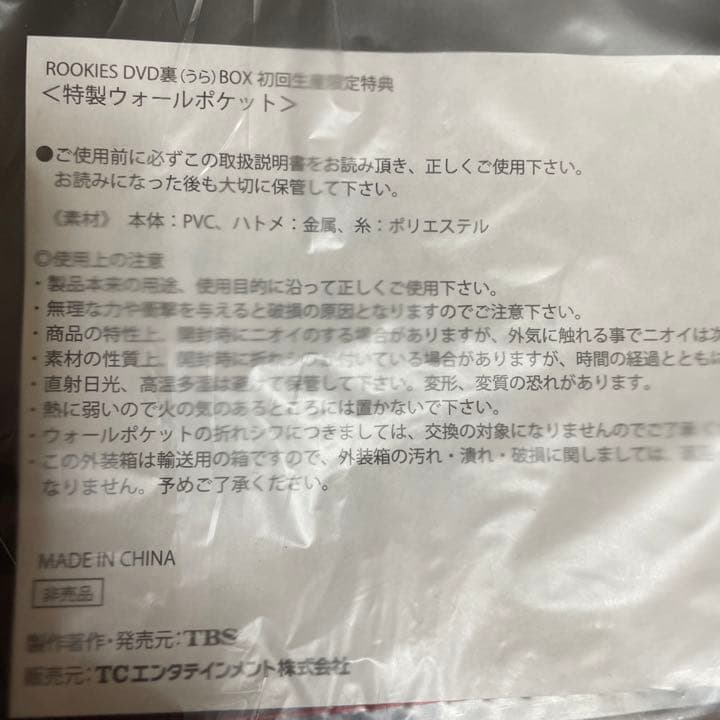 ROOKIES DVD裏(うら)BOX 初回生産限定特典
＜特製ウォールポケット＞
●ご使用前に必ずこの取扱説明書をお読み頂き、正しくご使用下さい。
お読みになった後も大切に保管して下さい。
《素材》 本体：PVC、ハトメ：金属、糸：ポリエステル
◎使用上の注意
・製品本来の用途、使用目的に沿って正しくご使用下さい。
・無理な力や衝撃を与えると破損の原因となりますのでご注意下さい。
・商品の特性上、開封時にニオイのする場合がありますが、外気に触れる事でニオイは次
・素材の性質上、開封時に折れシワが付いている場合がありますが、時間の経過ととも
・直射日光、高温多湿は避けて保管して下さい。変形、変質の恐れがあります。
・熱に弱いので火の気のあるところには置かないで下さい。
・ウォールポケットの折れシワにつきましては、交換の対象になりませんのでご了承
・この外装箱は輸送用の箱ですので、外装箱の汚れ・潰れ・破損に関しましては、
なりません。予めご了承ください。
MADE IN CHINA
非売品
製作著作・発売元：TBS
販売元：TCエンタテインメント株式会社